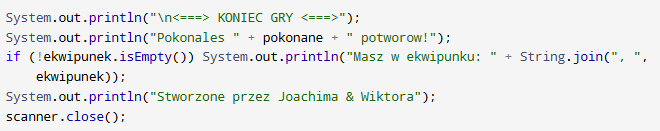 System.out.println("\n<===> KONIEC GRY <===>");
System.out.println("Pokonales " + pokonane + " potworow!");
if (!ekwipunek.isEmpty()) System.out.println("Masz w ekwipunku: " + String.join(", ",
    ekwipunek));
System.out.println("Stworzone przez Joachima & Wiktora");
scanner.close();